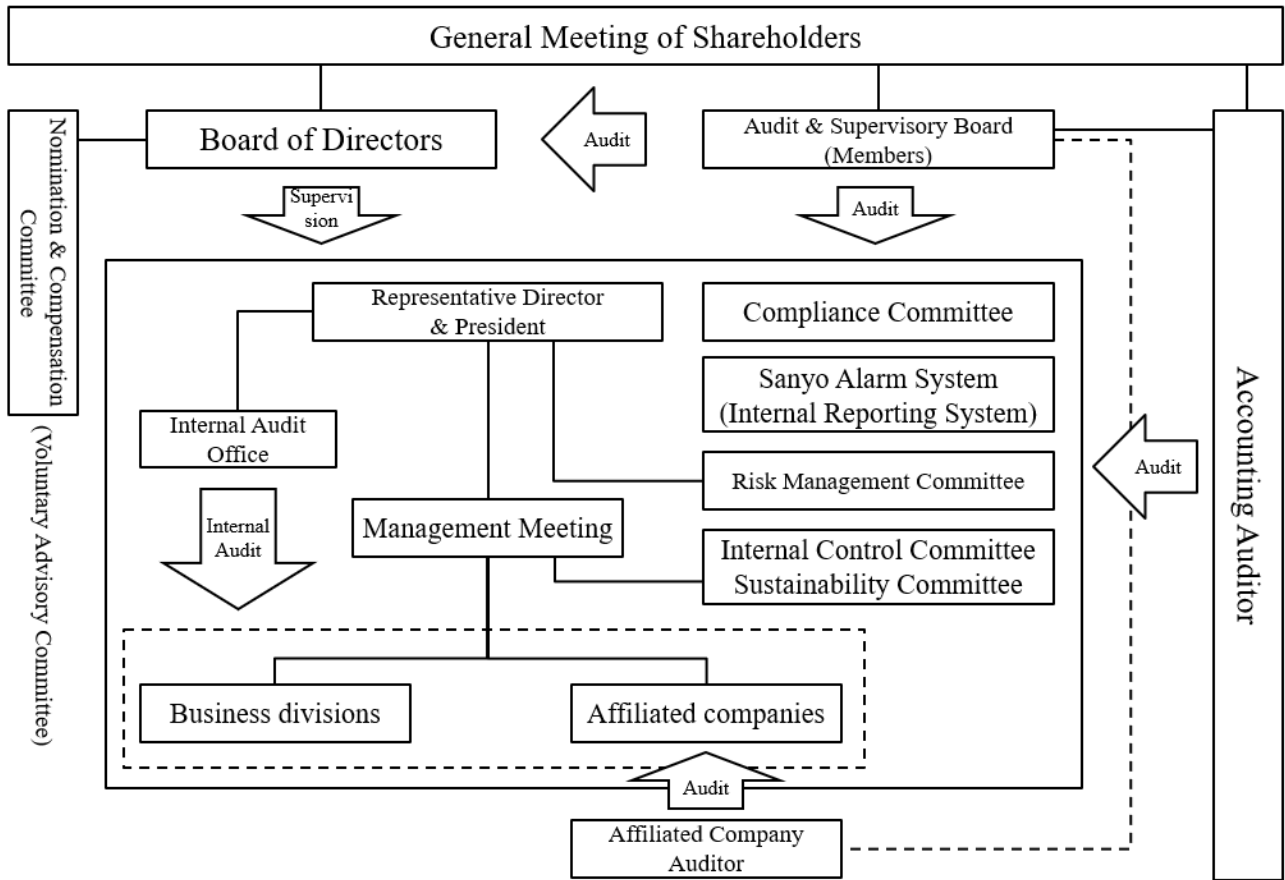 General Meeting of Shareholders
Nomination & Compensation
Committee
(Voluntary Advisory Committee)
Board of Directors
Audit
Audit & Supervisory Board
(Members)
Supervi
sion
Audit
Representative Director
& President
Compliance Committee
Sanyo Alarm System
(Internal Reporting System)
Internal Audit
Office
Risk Management Committee
Audit
Accounting Auditor
Internal
Audit
Management Meeting
Internal Control Committee
Sustainability Committee
Business divisions
Affiliated companies
Audit
Affiliated Company
Auditor